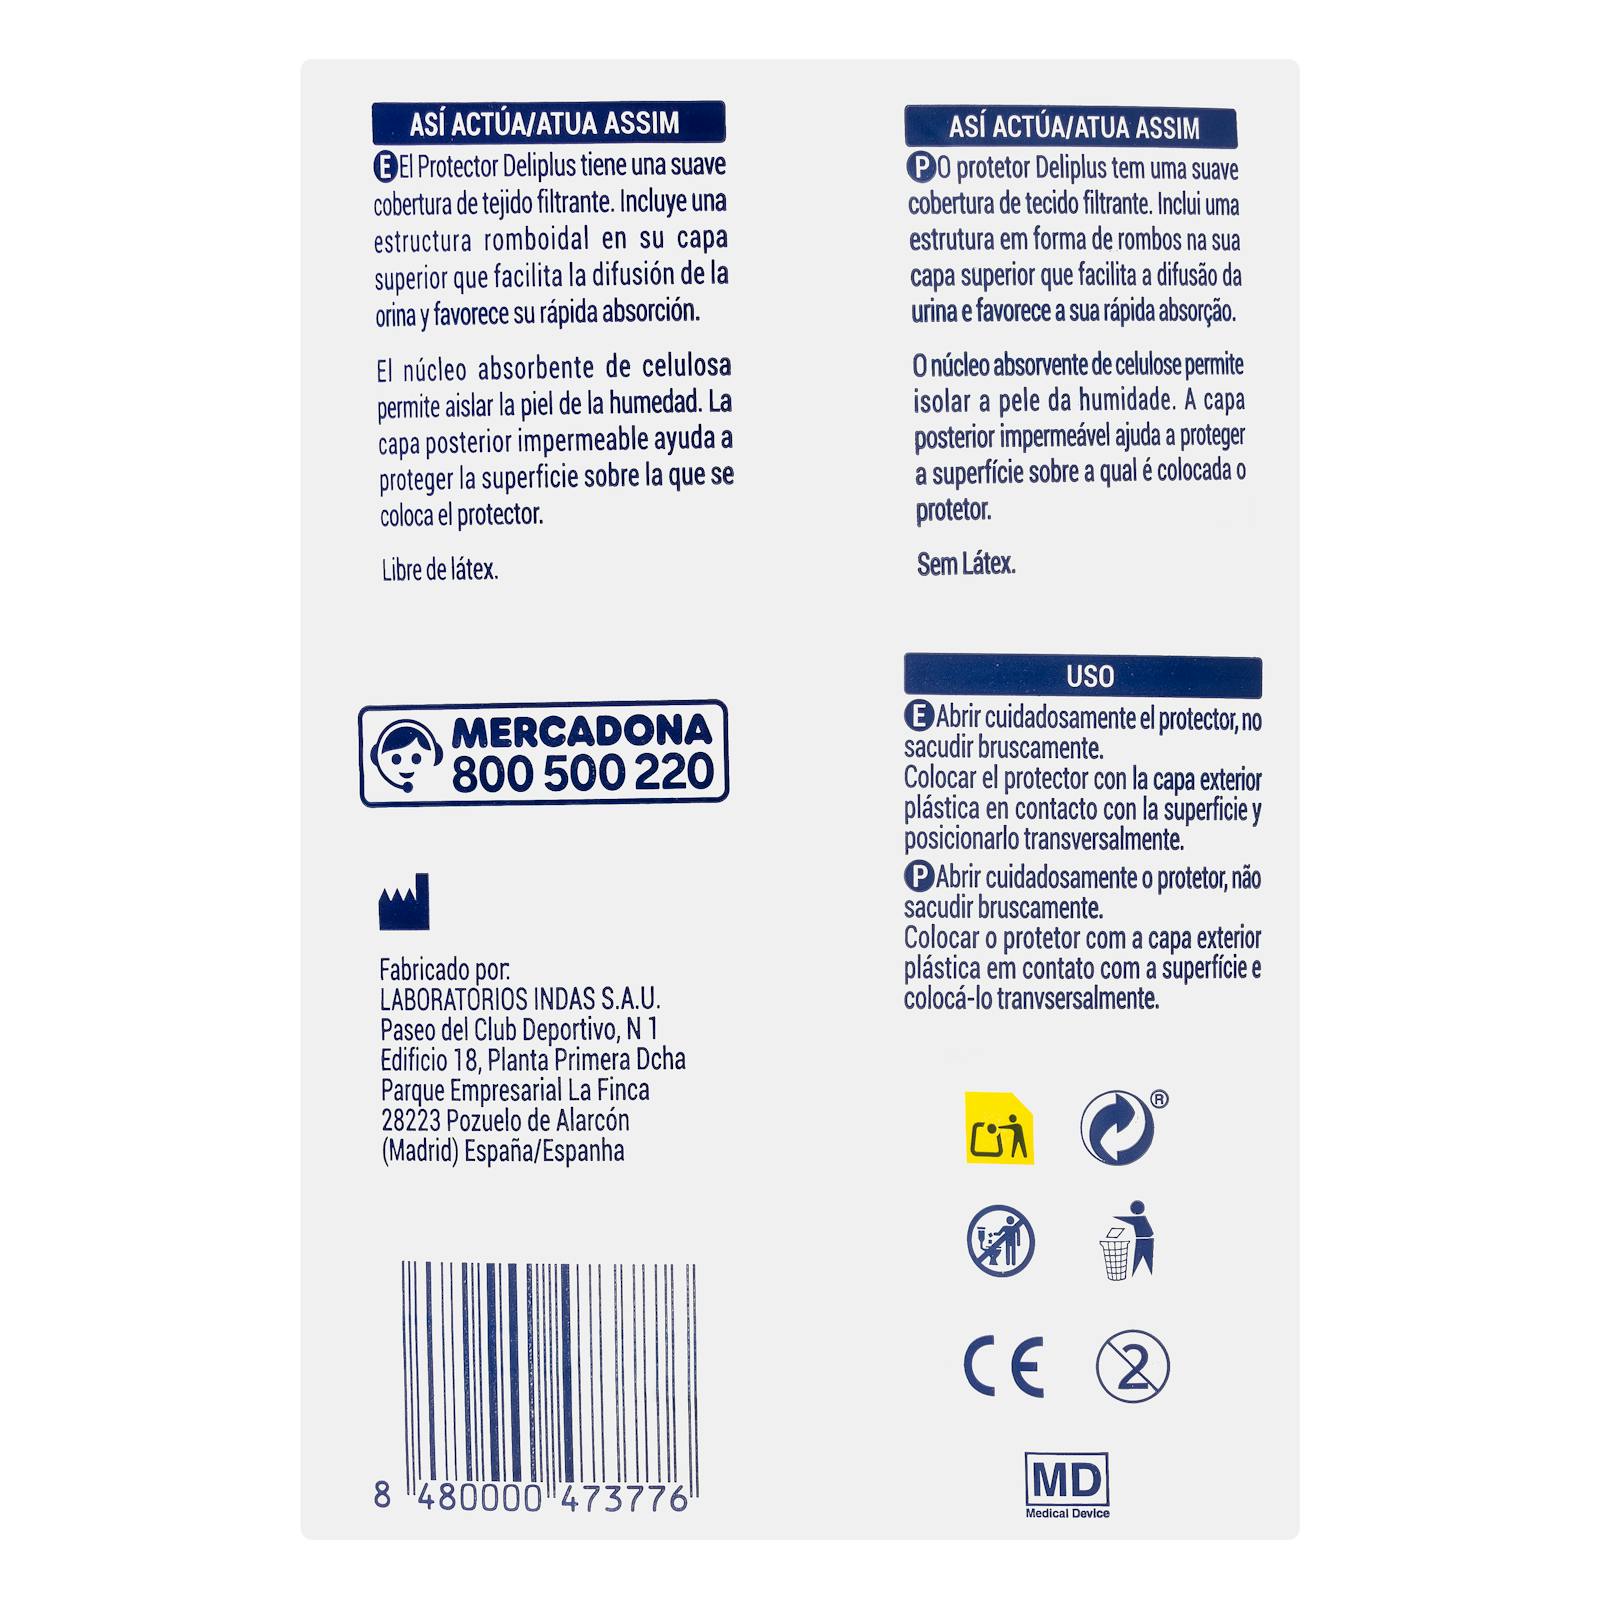 ASÍ ACTÚA/ATUA ASSIM
E El Protector Deliplus tiene una suave
cobertura de tejido filtrante. Incluye una
estructura romboidal en su capa
superior que facilita la difusión de la
orina y favorece su rápida absorción.
El núcleo absorbente de celulosa
permite aislar la piel de la humedad. La
capa posterior impermeable ayuda a
proteger la superficie sobre la que se
coloca el protector.
Libre de látex.
MERCADONA
800 500 220
Fabricado por:
LABORATORIOS INDAS S.A.U.
Paseo del Club Deportivo, N 1
Edificio 18, Planta Primera Dcha
Parque Empresarial La Finca
28223 Pozuelo de Alarcón
(Madrid) España/Espanha
8 480000 473776
ASÍ ACTÚA/ATUA ASSIM
P O protetor Deliplus tem uma suave
cobertura de tecido filtrante. Inclui uma
estrutura em forma de rombos na sua
capa superior que facilita a difusão da
urina e favorece a sua rápida absorção.
O núcleo absorvente de celulose permite
isolar a pele da humidade. A capa
posterior impermeável ajuda a proteger
a superfície sobre a qual é colocada o
protetor.
Sem Látex.
USO
E Abrir cuidadosamente el protector, no
sacudir bruscamente.
Colocar el protector con la capa exterior
plástica en contacto con la superficie y
posicionarlo transversalmente.
P Abrir cuidadosamente o protetor, não
sacudir bruscamente.
Colocar o protetor com a capa exterior
plástica em contato com a superfície e
colocá-lo tranvsersalmente.
®
CE
2
MD
Medical Device